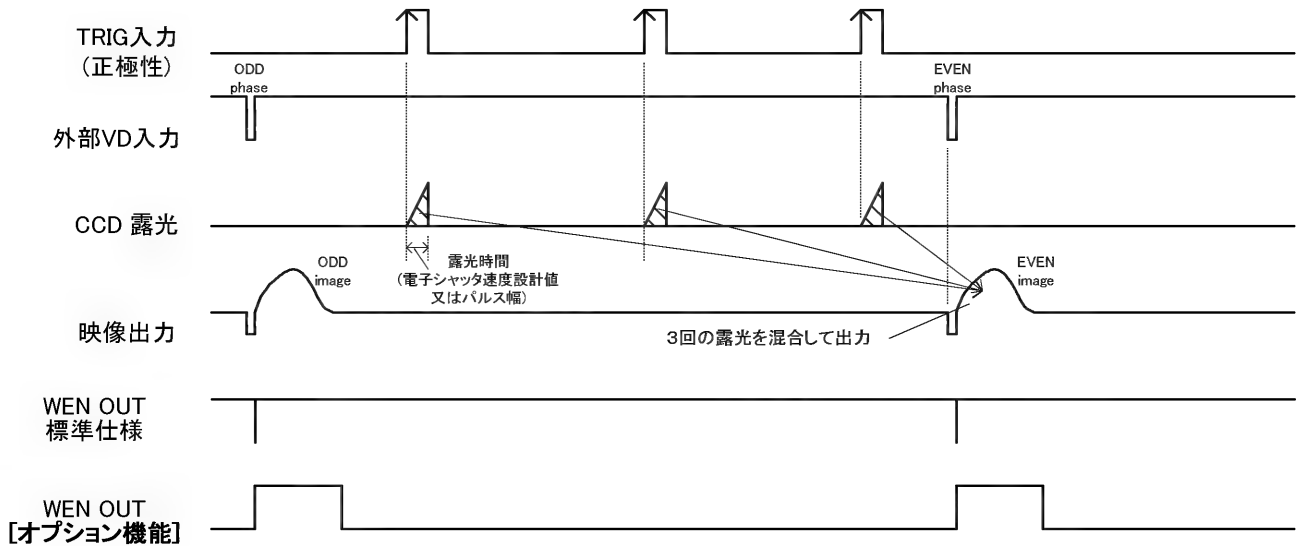 TRIG入力
(正極性)
ODD
phase
EVEN
phase
外部VD入力
CCD 露光
露光時間
(電子シャッタ速度設計値
又はパルス幅)
ODD
image
EVEN
image
映像出力
3回の露光を混合して出力
WEN OUT
標準仕様
WEN OUT
[オプション機能]